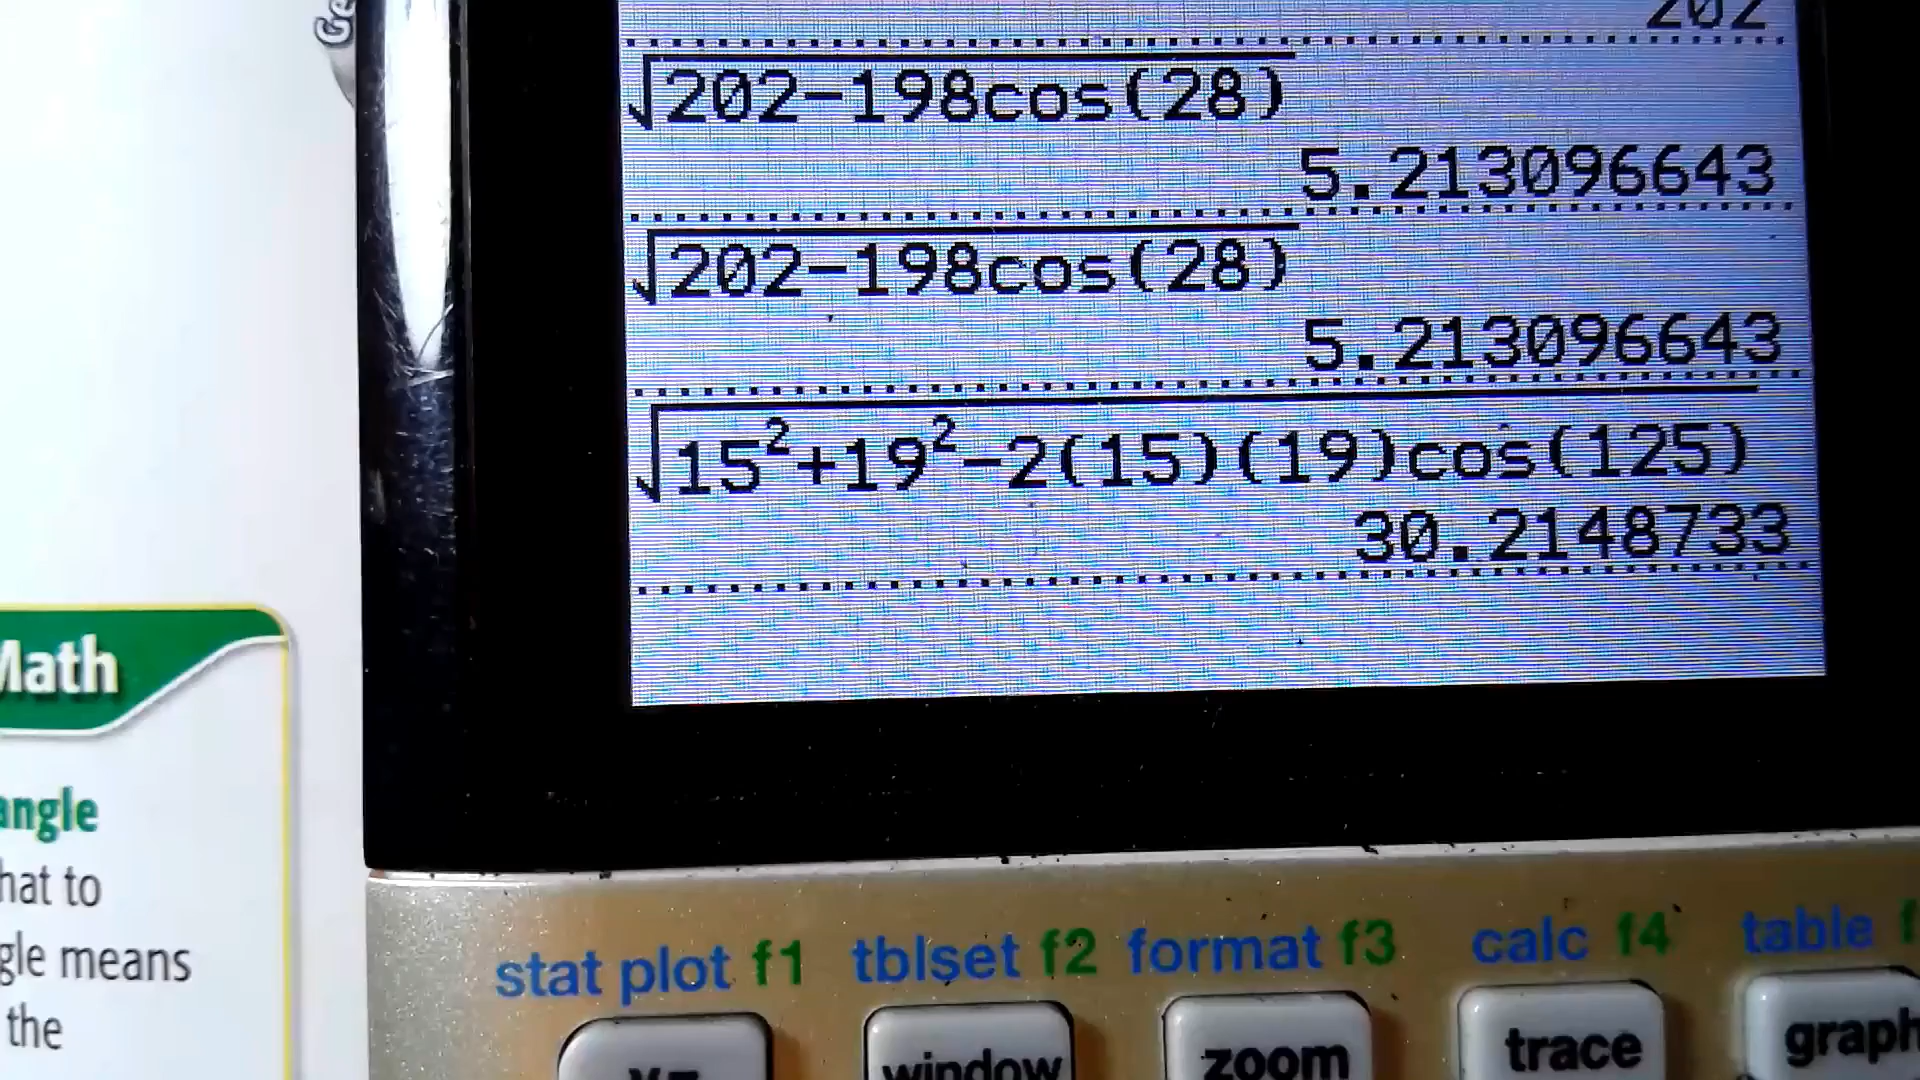 Ge
202
√202-198cos(28)
5.213096643
√202-198cos(28)
5.213096643
√15²+19²-2(15)(19)cos(125)
30.2148733
Math
angle
hat to
gle means
the
stat plot f1 tblset f2 format f3 calc f4 table f
y= window zoom trace graph